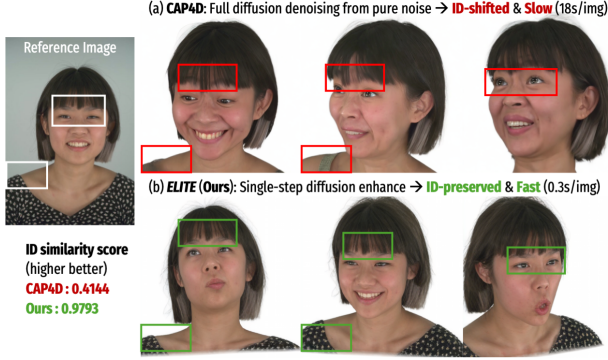 (a) CAP4D: Full diffusion denoising from pure noise → ID-shifted & Slow (18s/img)
Reference Image
(b) ELITE (Ours): Single-step diffusion enhance → ID-preserved & Fast (0.3s/img)
ID similarity score
(higher better)
CAP4D : 0.4144
Ours : 0.9793